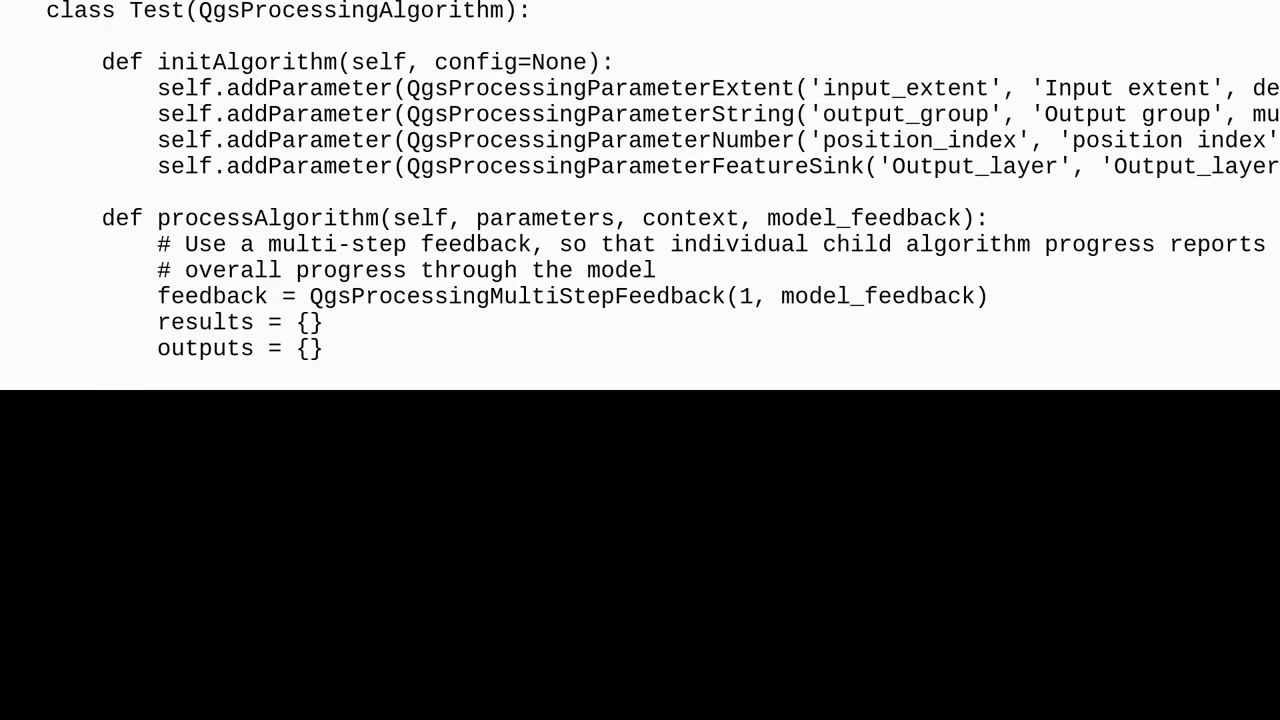 class Test(QgsProcessingAlgorithm):
def initAlgorithm(self, config=None):
self.addParameter(QgsProcessingParameterExtent('input_extent', 'Input extent', de
self.addParameter(QgsProcessingParameterString('output_group', 'Output group', mu
self.addParameter(QgsProcessingParameterNumber('position_index', 'position index'
self.addParameter(QgsProcessingParameterFeatureSink('Output_layer', 'Output_layer
def processAlgorithm(self, parameters, context, model_feedback):
# Use a multi-step feedback, so that individual child algorithm progress reports
# overall progress through the model
feedback = QgsProcessingMultiStepFeedback(1, model_feedback)
results = {}
outputs = {}